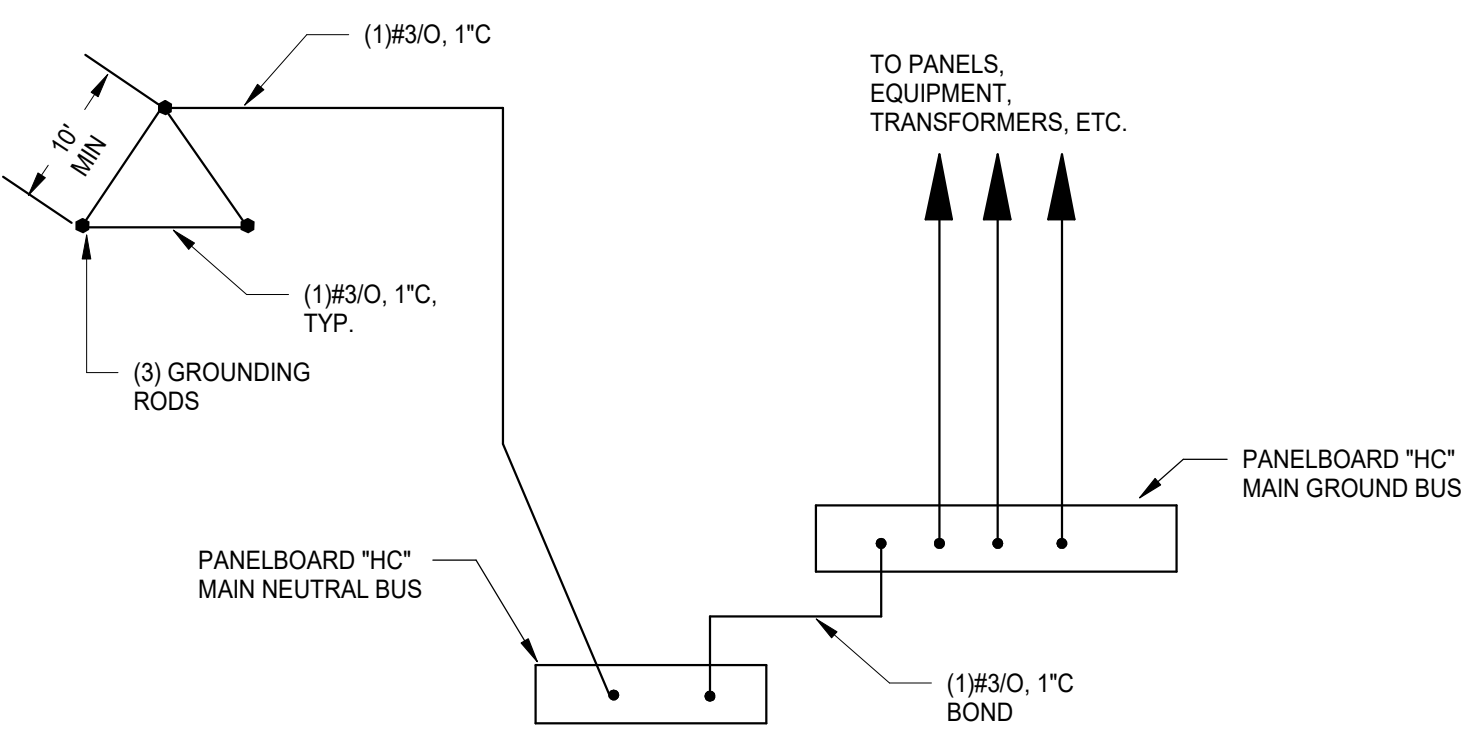 (1)#3/O, 1"C
TO PANELS,
EQUIPMENT,
TRANSFORMERS, ETC.
10'
MIN
(1)#3/O, 1"C,
TYP.
(3) GROUNDING
RODS
PANELBOARD "HC"
MAIN GROUND BUS
PANELBOARD "HC"
MAIN NEUTRAL BUS
(1)#3/O, 1"C
BOND